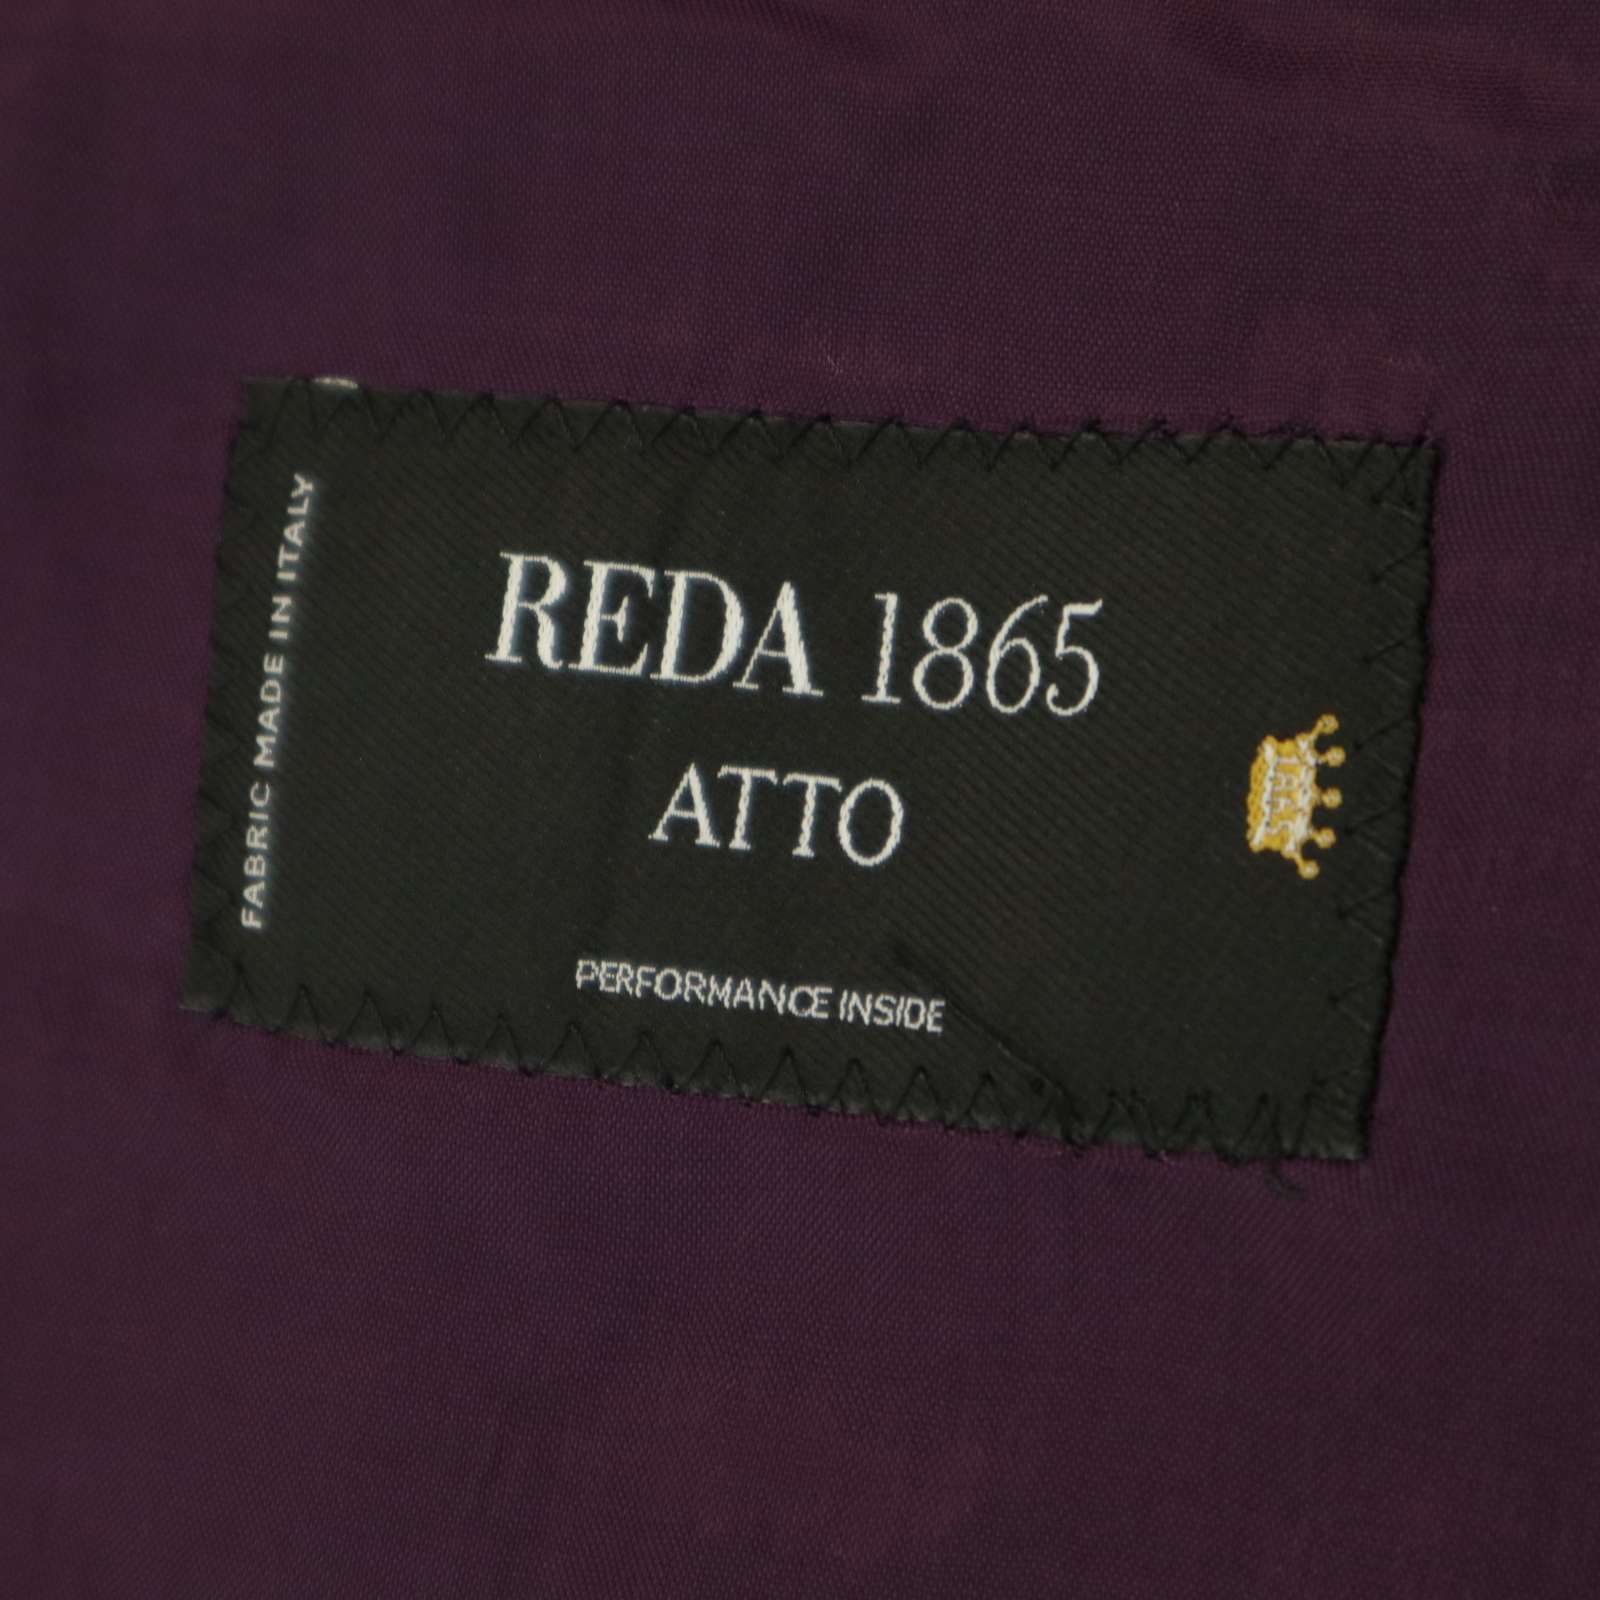 FABRIC MADE IN ITALY
REDA 1865
ATTO
PERFORMANCE INSIDE